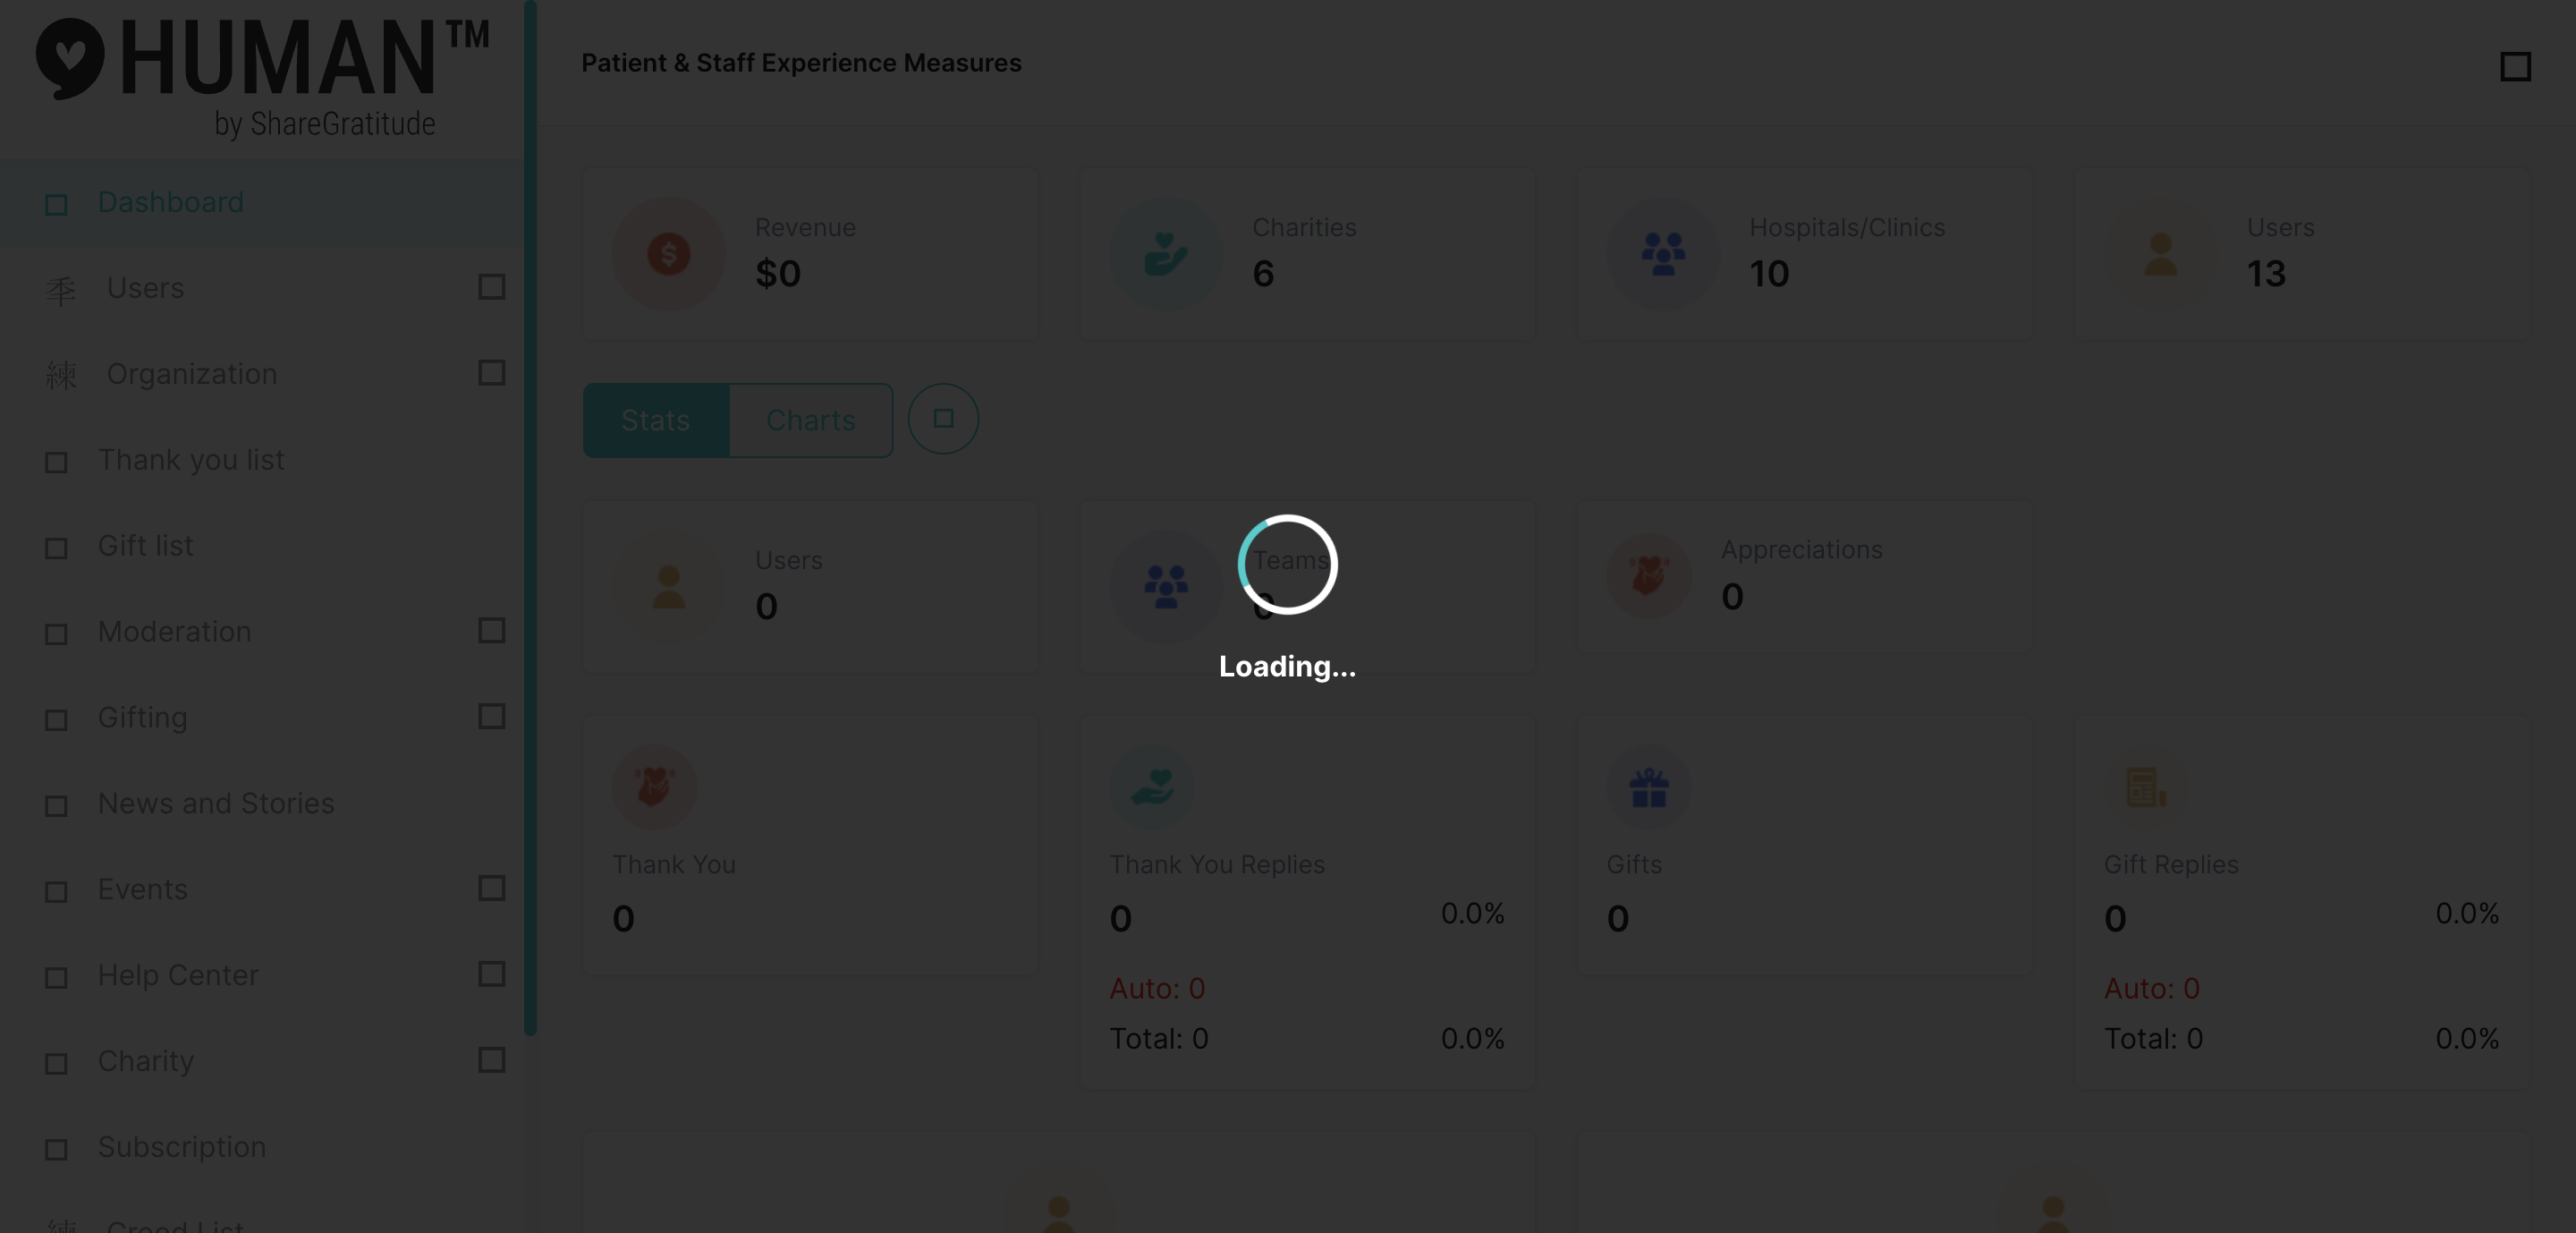 HUMAN™
by ShareGratitude
Dashboard
Users
Organization
Thank you list
Gift list
Moderation
Gifting
News and Stories
Events
Help Center
Charity
Subscription
Creed List
Patient & Staff Experience Measures
Revenue
$0
Charities
6
Hospitals/Clinics
10
Users
13
Stats
Charts
Users
0
Teams
0
Appreciations
0
Loading...
Thank You
0
Thank You Replies
0
0.0%
Auto: 0
Total: 0
0.0%
Gifts
0
Gift Replies
0
0.0%
Auto: 0
Total: 0
0.0%